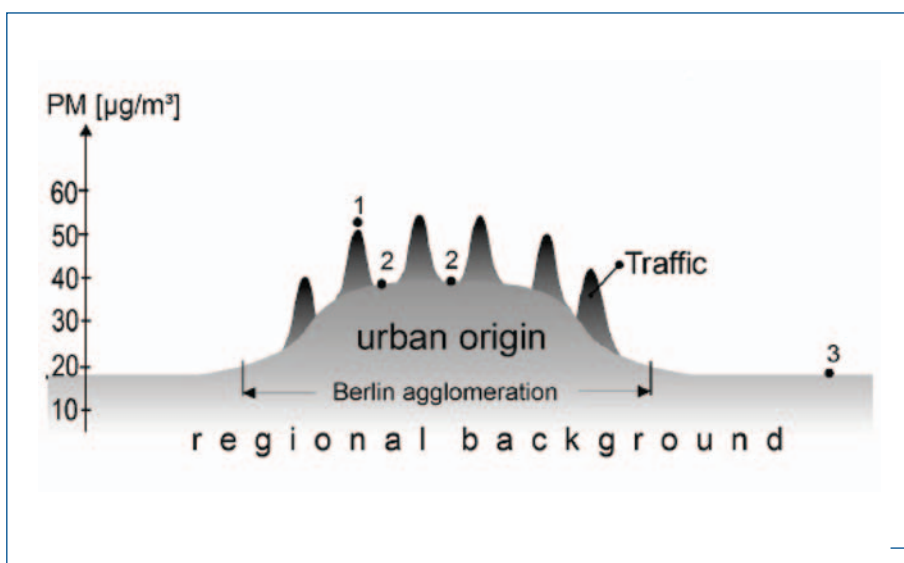 PM [µg/m³]
60
1
50
2 2
Traffic
40
30
urban origin
20
3
Berlin agglomeration
10
regional background